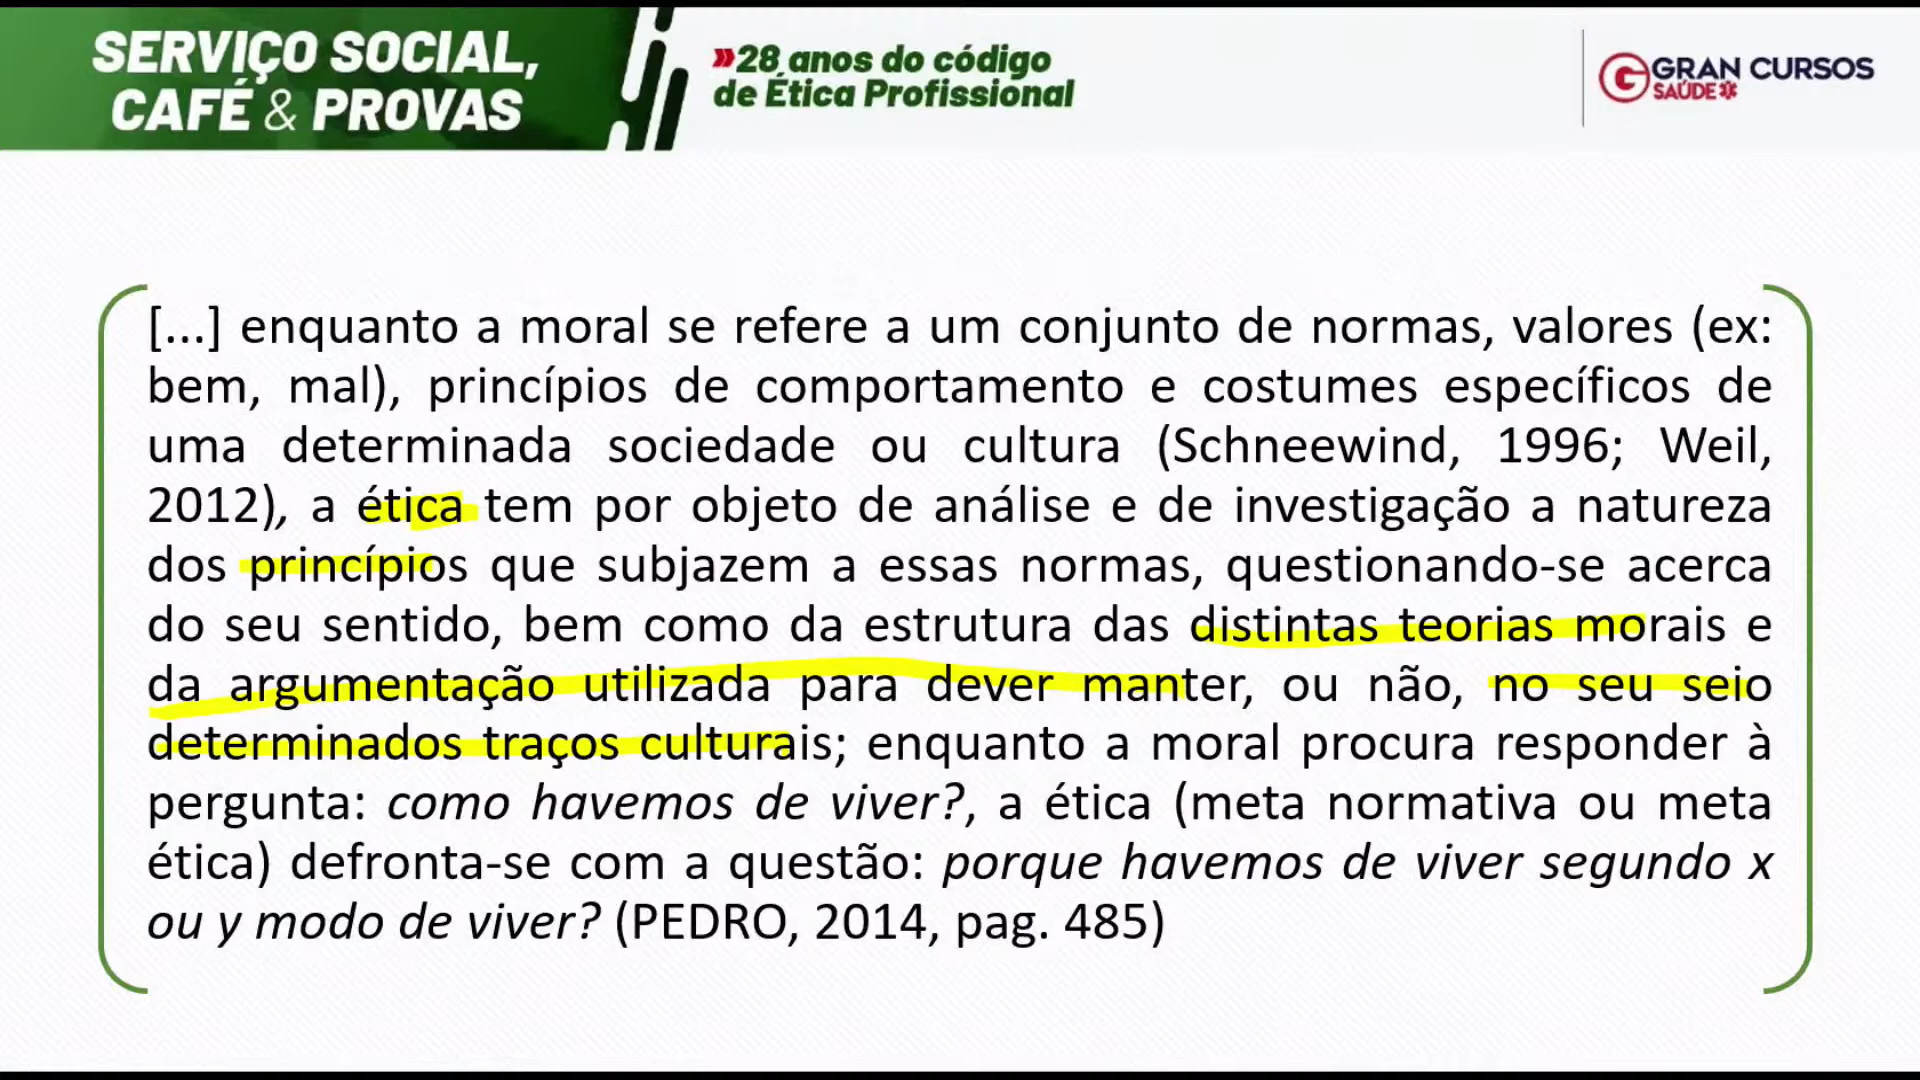 SERVIÇO SOCIAL,
CAFÉ & PROVAS
»28 anos do código
de Ética Profissional
GRAN CURSOS
SAÚDE
[...] enquanto a moral se refere a um conjunto de normas, valores (ex:
bem, mal), princípios de comportamento e costumes específicos de
uma determinada sociedade ou cultura (Schneewind, 1996; Weil,
2012), a ética tem por objeto de análise e de investigação a natureza
dos princípios que subjazem a essas normas, questionando-se acerca
do seu sentido, bem como da estrutura das distintas teorias morais e
da argumentação utilizada para dever manter, ou não, no seu seio
determinados traços culturais; enquanto a moral procura responder à
pergunta: como havemos de viver?, a ética (meta normativa ou meta
ética) defronta-se com a questão: porque havemos de viver segundo x
ou y modo de viver? (PEDRO, 2014, pag. 485)